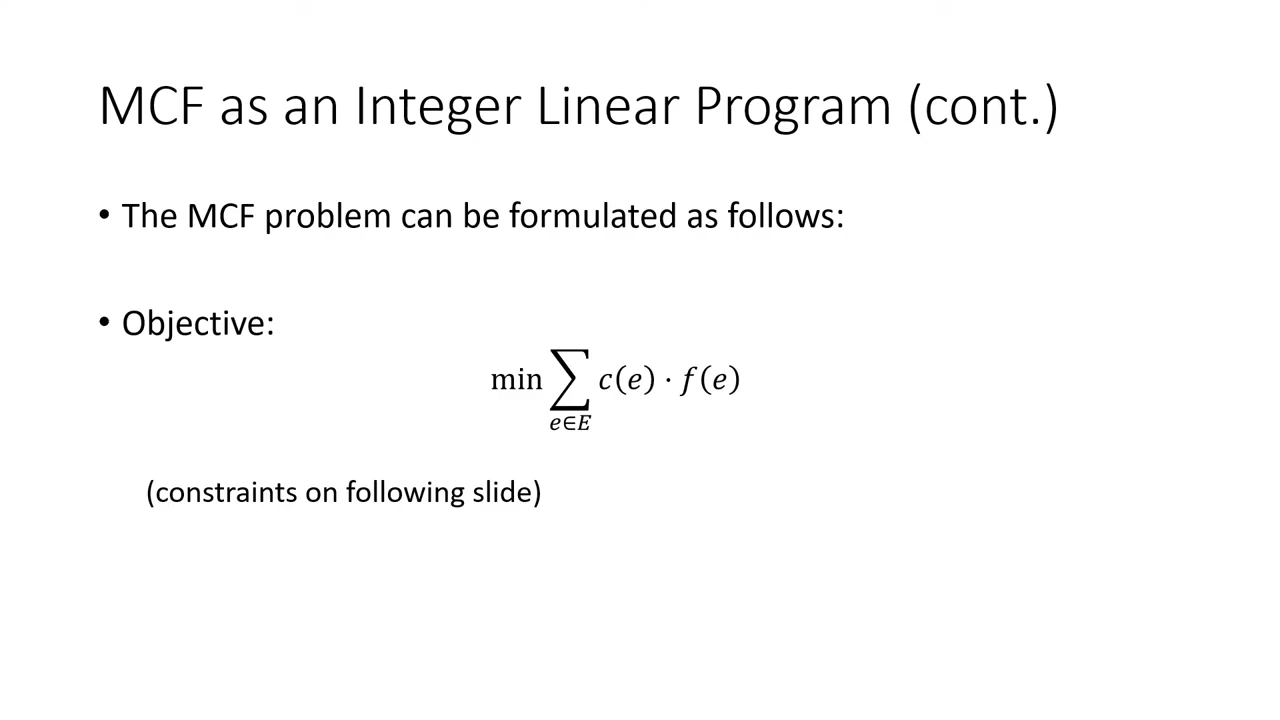 MCF as an Integer Linear Program (cont.)
• The MCF problem can be formulated as follows:
• Objective:
min ∑ c(e) · f(e)
e∈E
(constraints on following slide)